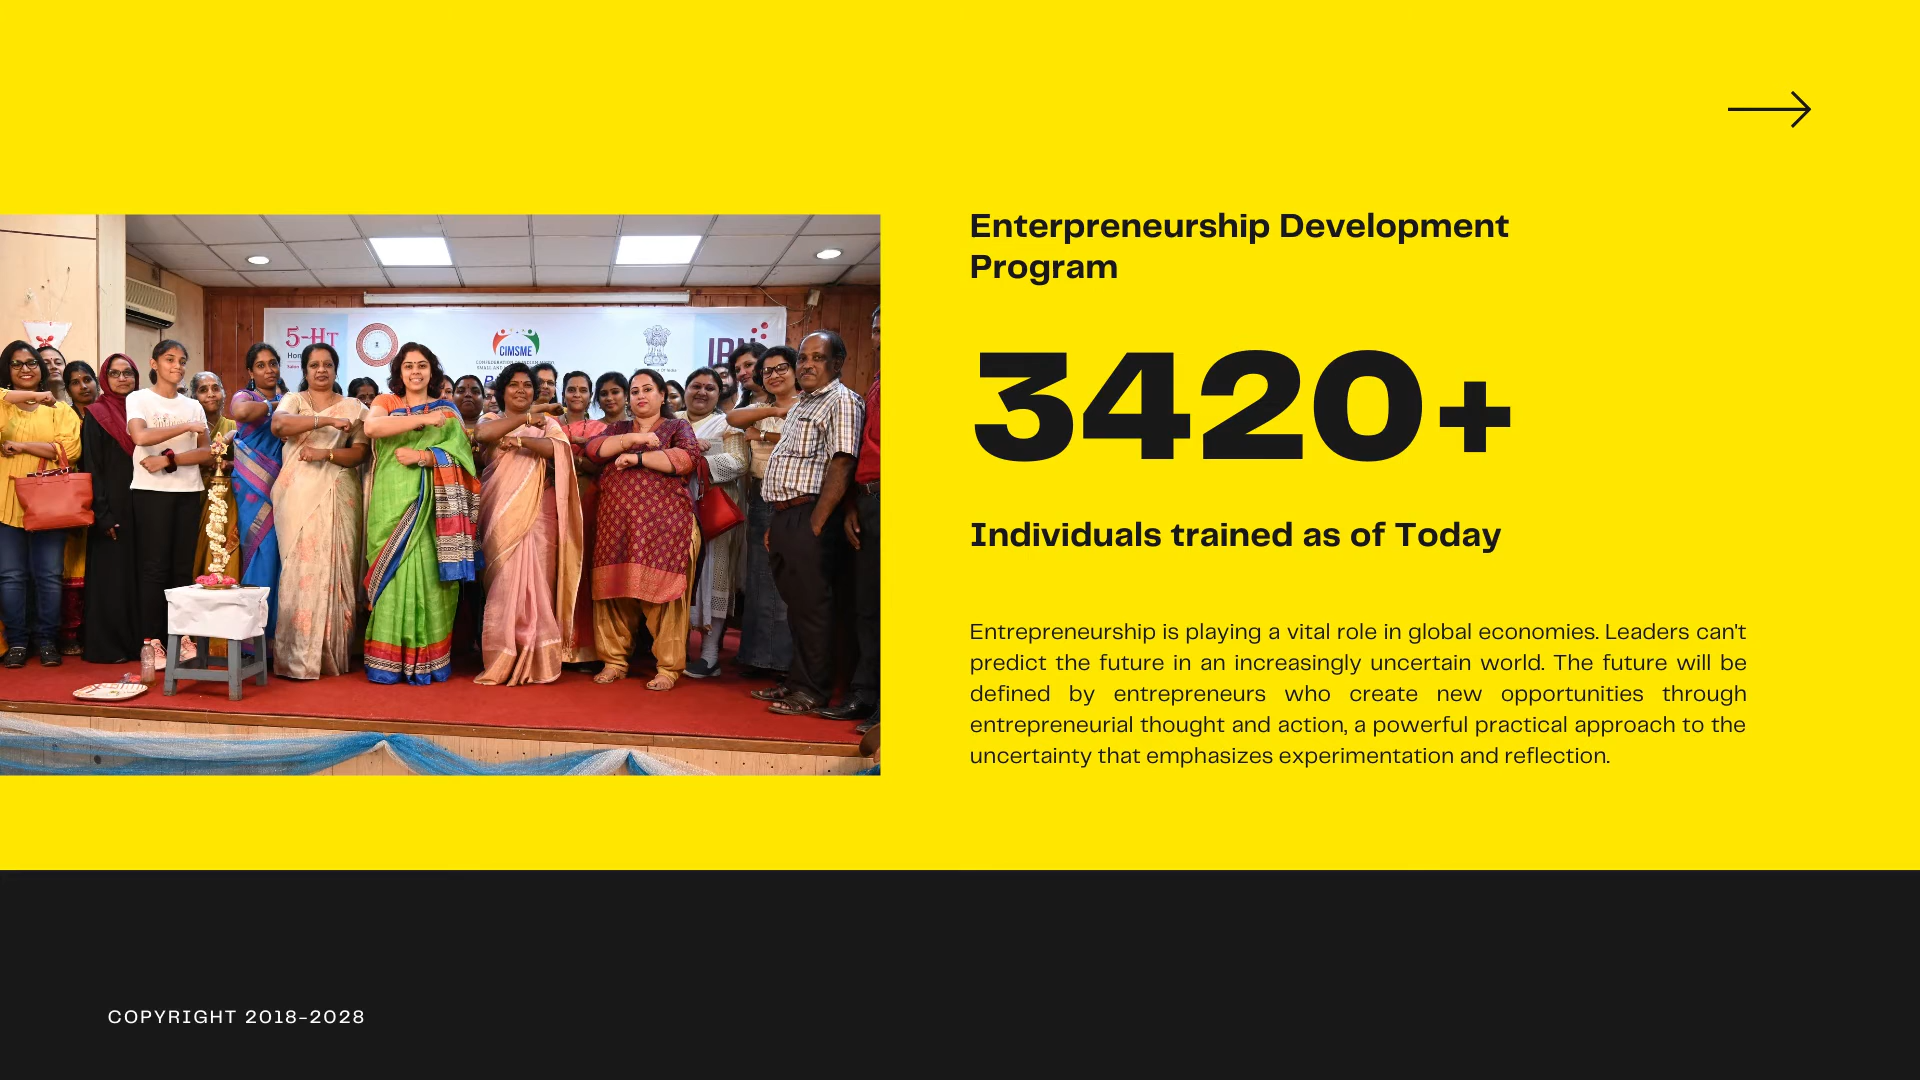 Enterpreneurship Development
Program
3420+
Individuals trained as of Today
Entrepreneurship is playing a vital role in global economies. Leaders can't
predict the future in an increasingly uncertain world. The future will be
defined by entrepreneurs who create new opportunities through
entrepreneurial thought and action, a powerful practical approach to the
uncertainty that emphasizes experimentation and reflection.
5-HT
CIMSME
COPYRIGHT 2018-2028